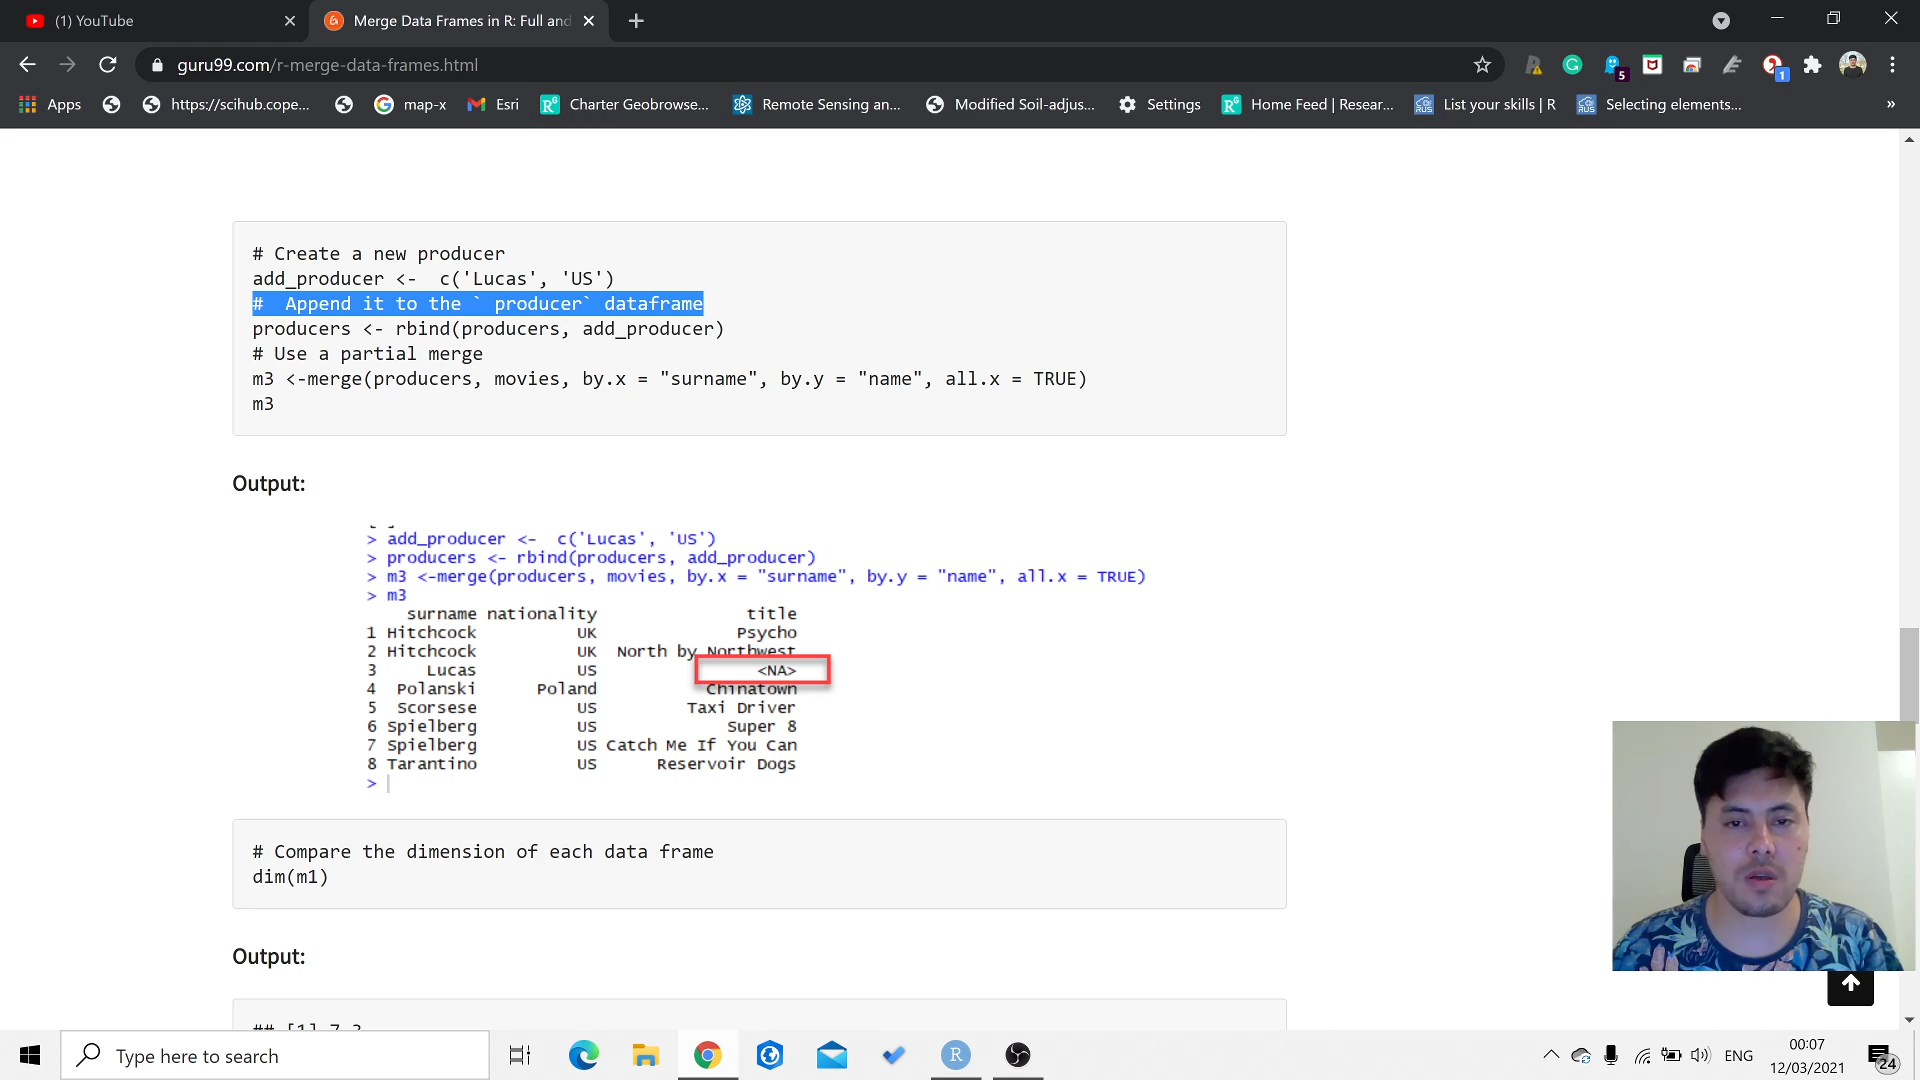 (1) YouTube
Merge Data Frames in R: Full and
guru99.com/r-merge-data-frames.html
5
1
Apps
https://scihub.cope...
map-x
Esri
Charter Geobrowse...
Remote Sensing an...
Modified Soil-adjus...
Settings
Home Feed | Resear...
List your skills | R
Selecting elements...
»
# Create a new producer
add_producer <-  c('Lucas', 'US')
#  Append it to the ` producer` dataframe
producers <- rbind(producers, add_producer)
# Use a partial merge
m3 <-merge(producers, movies, by.x = "surname", by.y = "name", all.x = TRUE)
m3
Output:
> add_producer <-  c('Lucas', 'US')
> producers <- rbind(producers, add_producer)
> m3 <-merge(producers, movies, by.x = "surname", by.y = "name", all.x = TRUE)
> m3
surname nationality title
1 Hitchcock UK Psycho
2 Hitchcock UK North by Northwest
3 Lucas US <NA>
4 Polanski Poland Chinatown
5 Scorsese US Taxi Driver
6 Spielberg US Super 8
7 Spielberg US Catch Me If You Can
8 Tarantino US Reservoir Dogs
>
# Compare the dimension of each data frame
dim(m1)
Output:
## [1] 7 3
Type here to search
R
ENG
00:07
12/03/2021
24